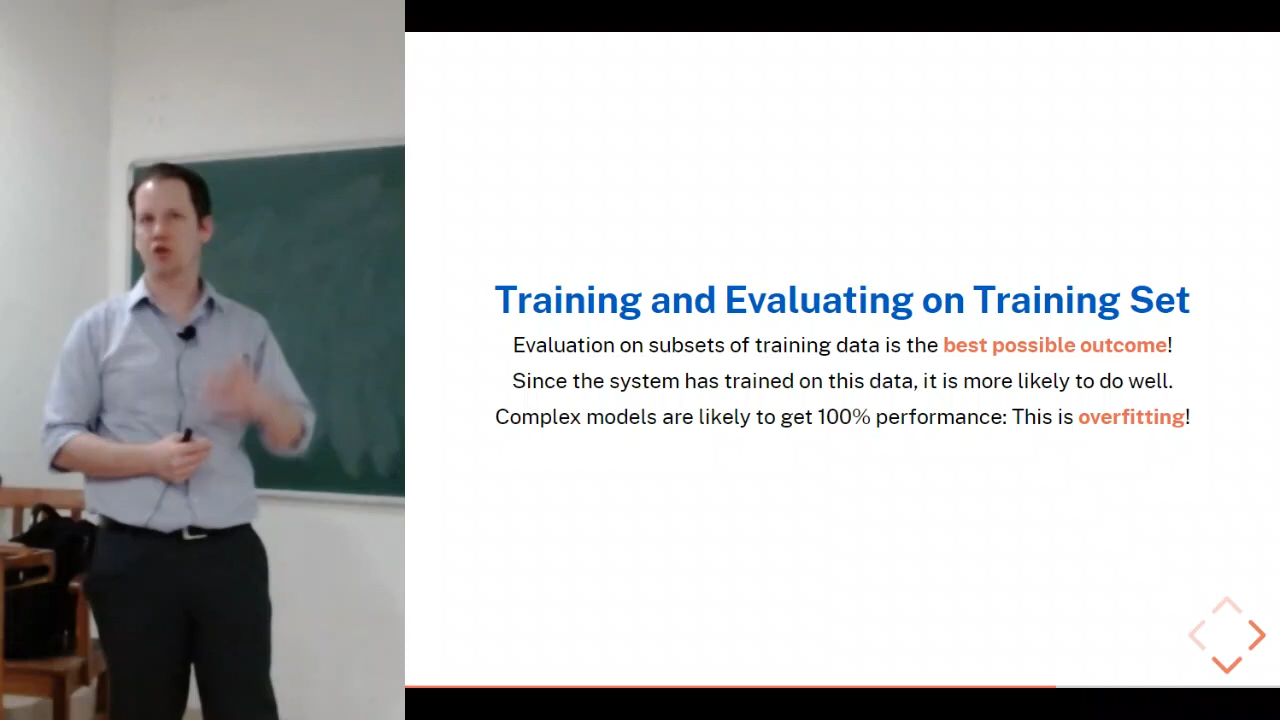 Training and Evaluating on Training Set
Evaluation on subsets of training data is the best possible outcome!
Since the system has trained on this data, it is more likely to do well.
Complex models are likely to get 100% performance: This is overfitting!